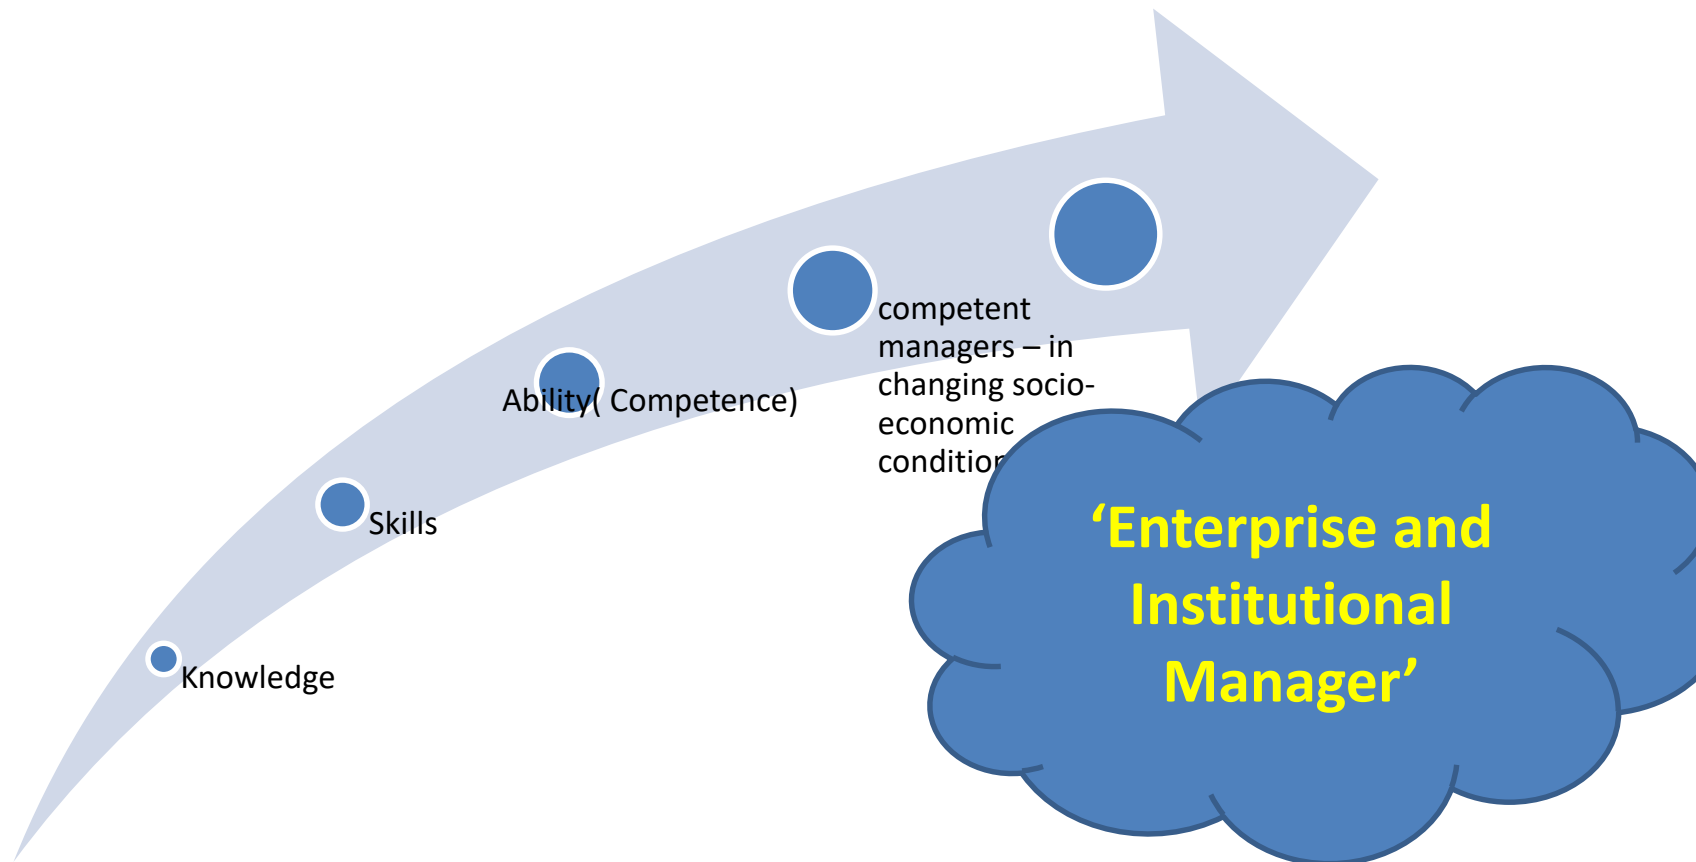 Knowledge
Skills
Ability( Competence)
competent
managers – in
changing socio-
economic
‘Enterprise and
Institutional
Manager’